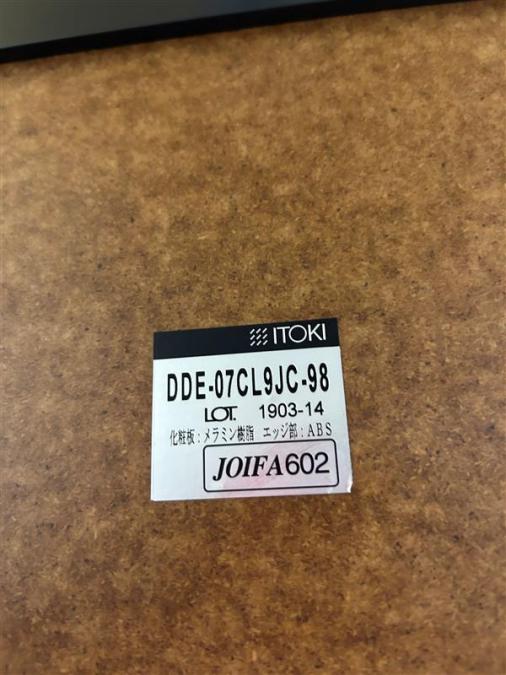 ITOKI
DDE-07CL9JC-98
LOT. 1903-14
化粧板：メラミン樹脂 エッジ部：ABS
JOIFA602